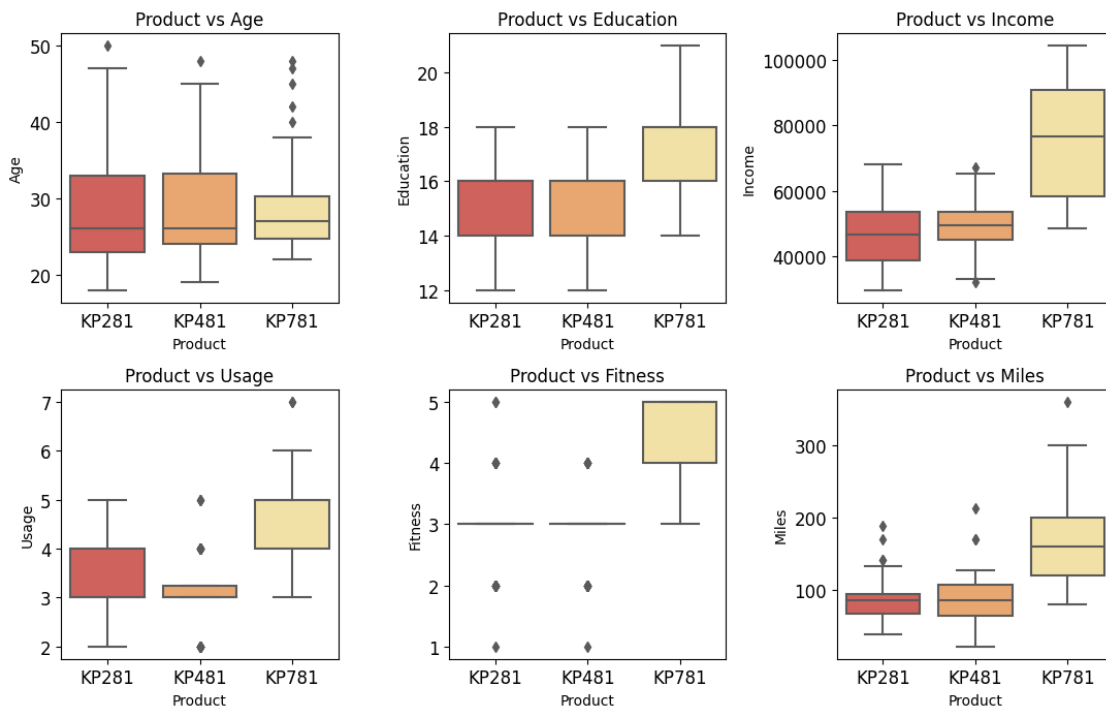 Product vs Age
Product vs Education
Product vs Income
50
40
30
20
Age
KP281 KP481 KP781
Product
20
18
16
14
12
Education
KP281 KP481 KP781
Product
100000
80000
60000
40000
Income
KP281 KP481 KP781
Product
Product vs Usage
Product vs Fitness
Product vs Miles
7
6
5
4
3
2
Usage
KP281 KP481 KP781
Product
5
4
3
2
1
Fitness
KP281 KP481 KP781
Product
300
200
100
Miles
KP281 KP481 KP781
Product